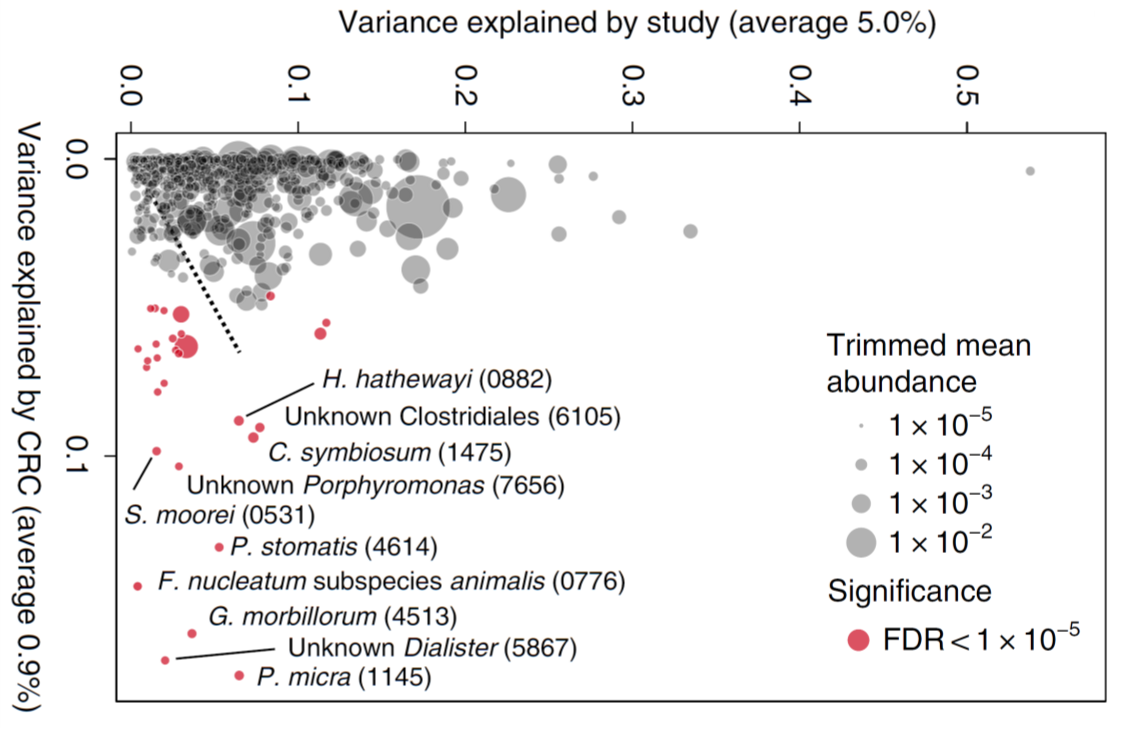 Variance explained by study (average 5.0%)
0.0
0.1
0.2
0.3
0.4
0.5
Variance explained by CRC (average 0.9%)
0.0
0.1
H. hathewayi (0882)
Unknown Clostridiales (6105)
C. symbiosum (1475)
Unknown Porphyromonas (7656)
S. moorei (0531)
P. stomatis (4614)
F. nucleatum subspecies animalis (0776)
G. morbillorum (4513)
Unknown Dialister (5867)
P. micra (1145)
Trimmed mean
abundance
1 × 10⁻⁵
1 × 10⁻⁴
1 × 10⁻³
1 × 10⁻²
Significance
FDR < 1 × 10⁻⁵